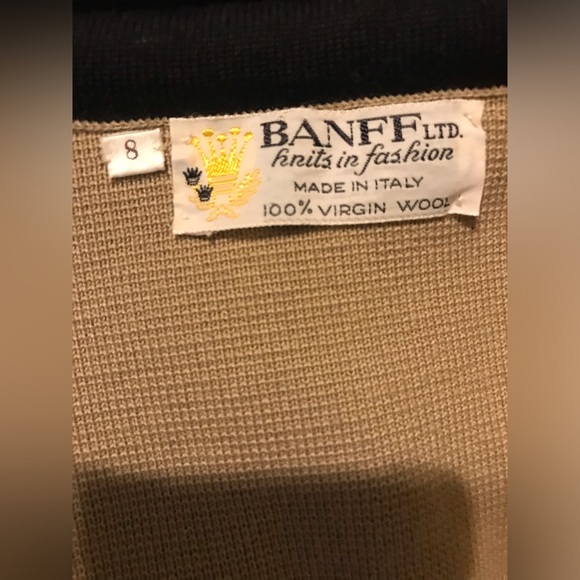 8
BANFF LTD.
knits in fashion
MADE IN ITALY
100% VIRGIN WOOL